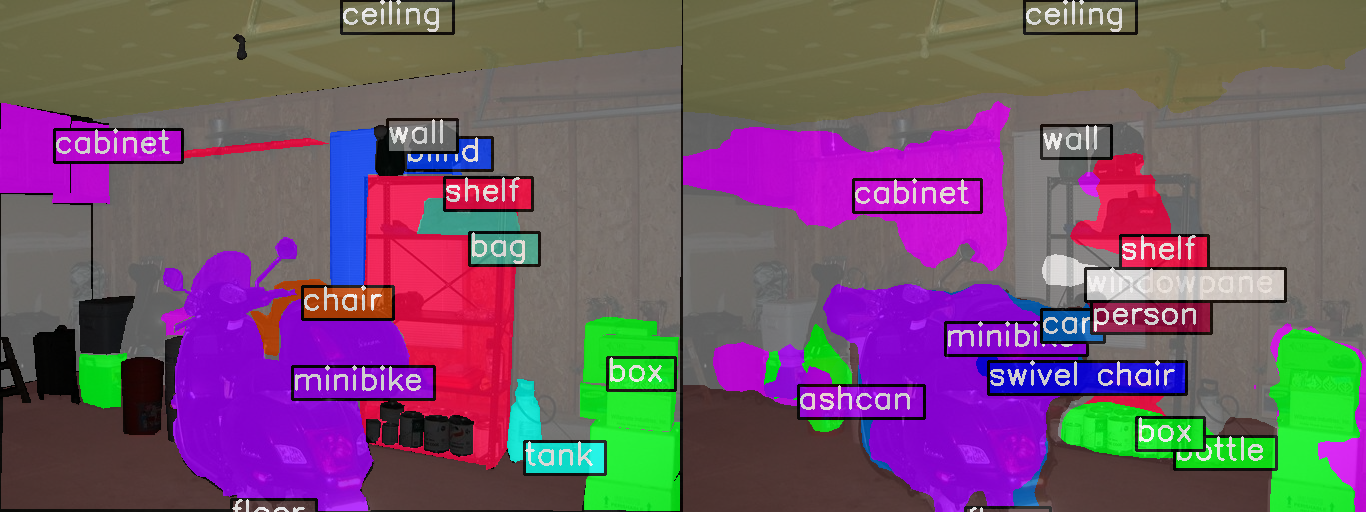 ceiling
wall
blind
cabinet
shelf
bag
chair
minibike
box
tank
floor
ceiling
wall
cabinet
shelf
windowpane
person
car
minibike
swivel chair
ashcan
box
bottle